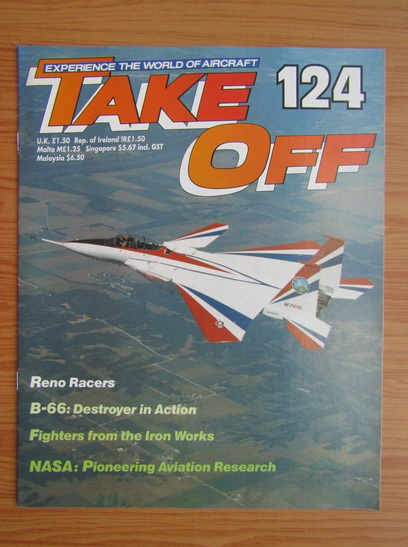 EXPERIENCE THE WORLD OF AIRCRAFT
TAKE OFF
124
U.K. £1.50 Rep. of Ireland IR£1.50
Malta M£1.25 Singapore $5.67 incl. GST
Malaysia $6.50
Reno Racers
B-66: Destroyer in Action
Fighters from the Iron Works
NASA: Pioneering Aviation Research